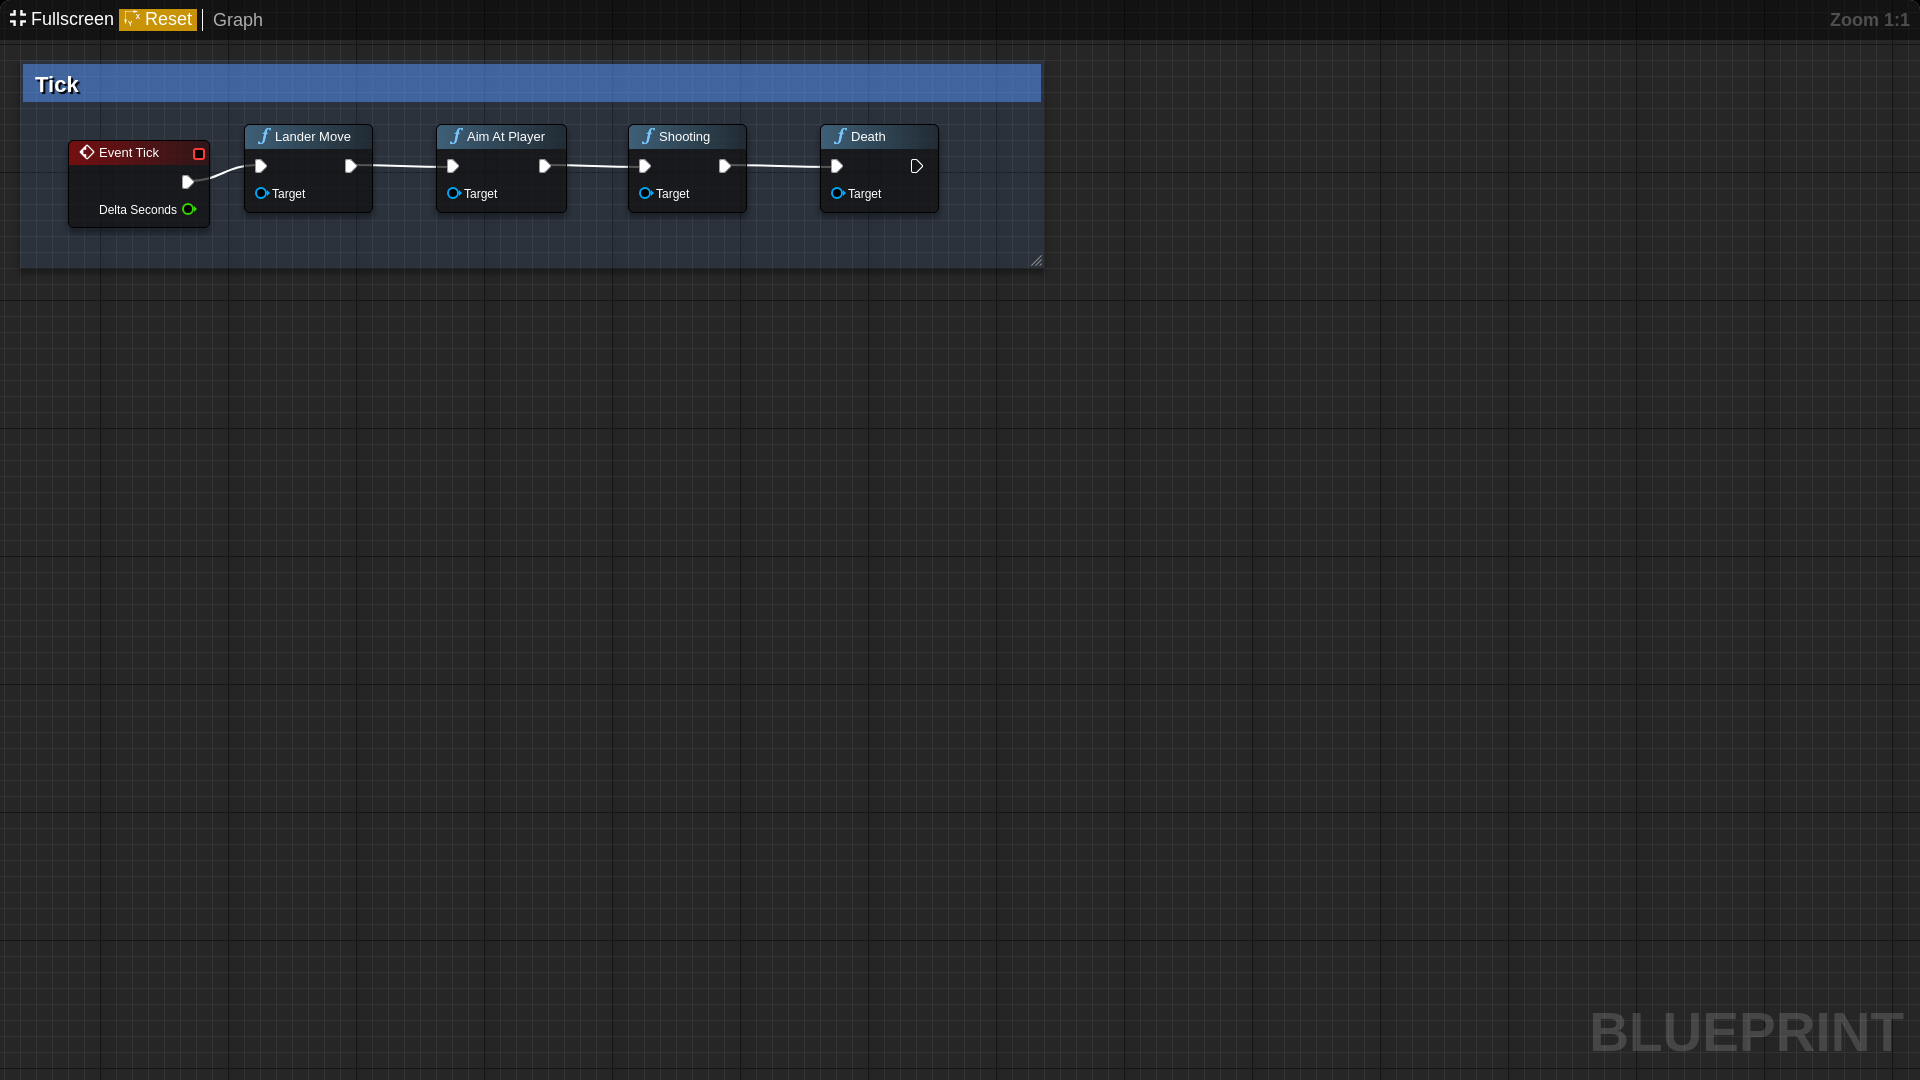 Fullscreen Reset Graph Zoom 1:1
Tick
Event Tick
Delta Seconds
Lander Move
Target
Aim At Player
Target
Shooting
Target
Death
Target
BLUEPRINT